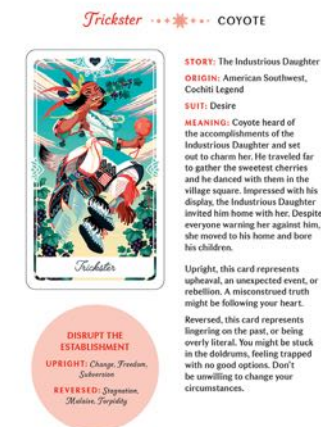 Trickster COYOTE
STORY: The Industrious Daughter
ORIGIN: American Southwest,
Cochiti Legend
SUIT: Desire
MEANING: Coyote heard of
the accomplishments of the
Industrious Daughter and set
out to charm her. He traveled far
to gather the sweetest cherries
and he danced with them in the
village square. Impressed with his
display, the Industrious Daughter
invited him home with her. Despite
everyone warning her against him,
she moved to his home and bore
his children.
Upright, this card represents
upheaval, an unexpected event, or
rebellion. A misconstrued truth
might be following your heart.
Reversed, this card represents
lingering on the past, or being
overly literal. You might be stuck
in the doldrums, feeling trapped
with no good options. Don't
be unwilling to change your
circumstances.
Trickster
DISRUPT THE
ESTABLISHMENT
UPRIGHT: Change, Freedom,
Subversion
REVERSED: Stagnation,
Malaise, Torpidity